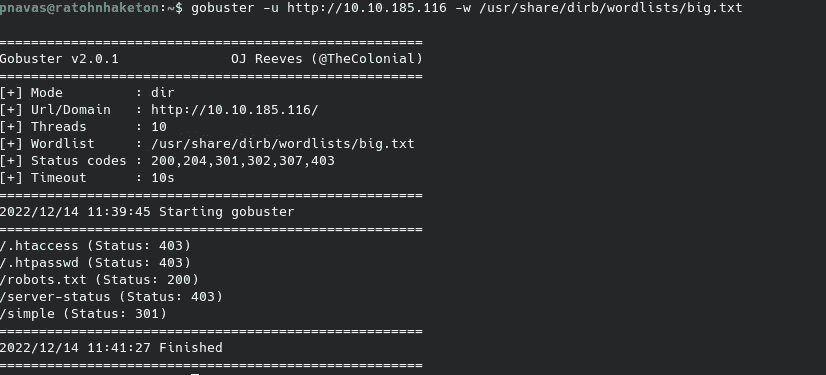 pnavas@ratohnhaketon:~$ gobuster -u http://10.10.185.116 -w /usr/share/dirb/wordlists/big.txt
=====================================================
Gobuster v2.0.1              OJ Reeves (@TheColonial)
=====================================================
[+] Mode         : dir
[+] Url/Domain   : http://10.10.185.116/
[+] Threads      : 10
[+] Wordlist     : /usr/share/dirb/wordlists/big.txt
[+] Status codes : 200,204,301,302,307,403
[+] Timeout      : 10s
=====================================================
2022/12/14 11:39:45 Starting gobuster
=====================================================
/.htaccess (Status: 403)
/.htpasswd (Status: 403)
/robots.txt (Status: 200)
/server-status (Status: 403)
/simple (Status: 301)
=====================================================
2022/12/14 11:41:27 Finished
=====================================================